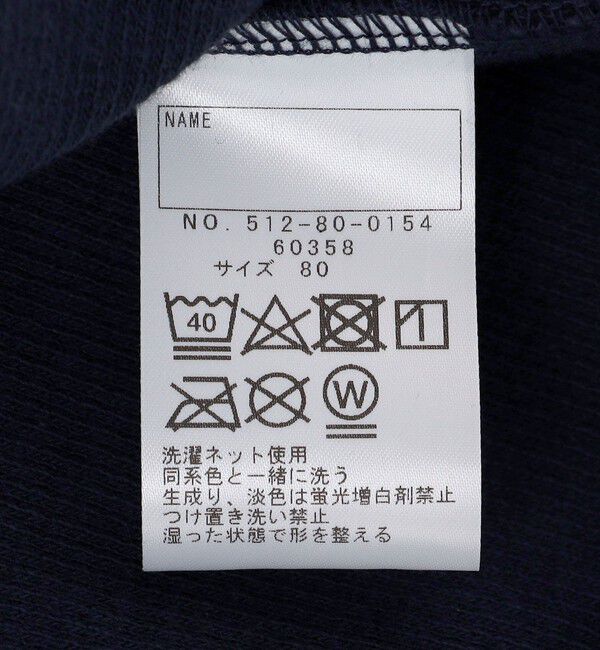 NAME
NO. 512-80-0154
60358
サイズ 80
40
W
洗濯ネット使用
同系色と一緒に洗う
生成り、淡色は蛍光増白剤禁止
つけ置き洗い禁止
湿った状態で形を整える